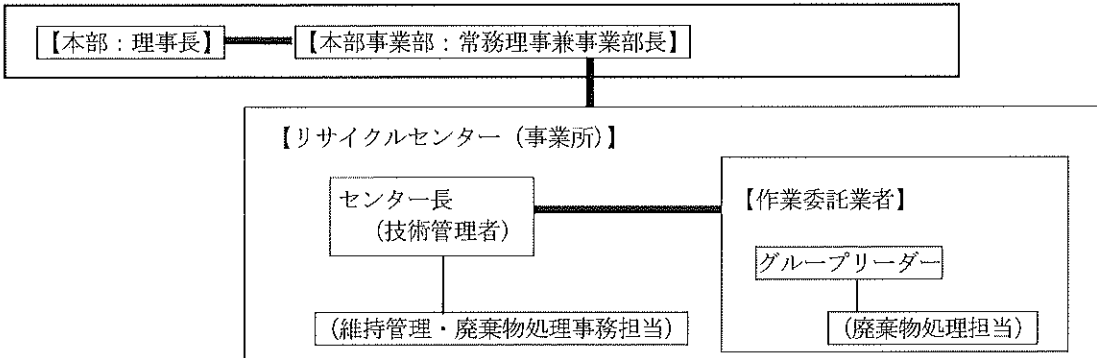 【本部：理事長】
【本部事業部：常務理事兼事業部長】
【リサイクルセンター（事業所）】
センター長
（技術管理者）
【作業委託業者】
グループリーダー
（維持管理・廃棄物処理事務担当）
（廃棄物処理担当）